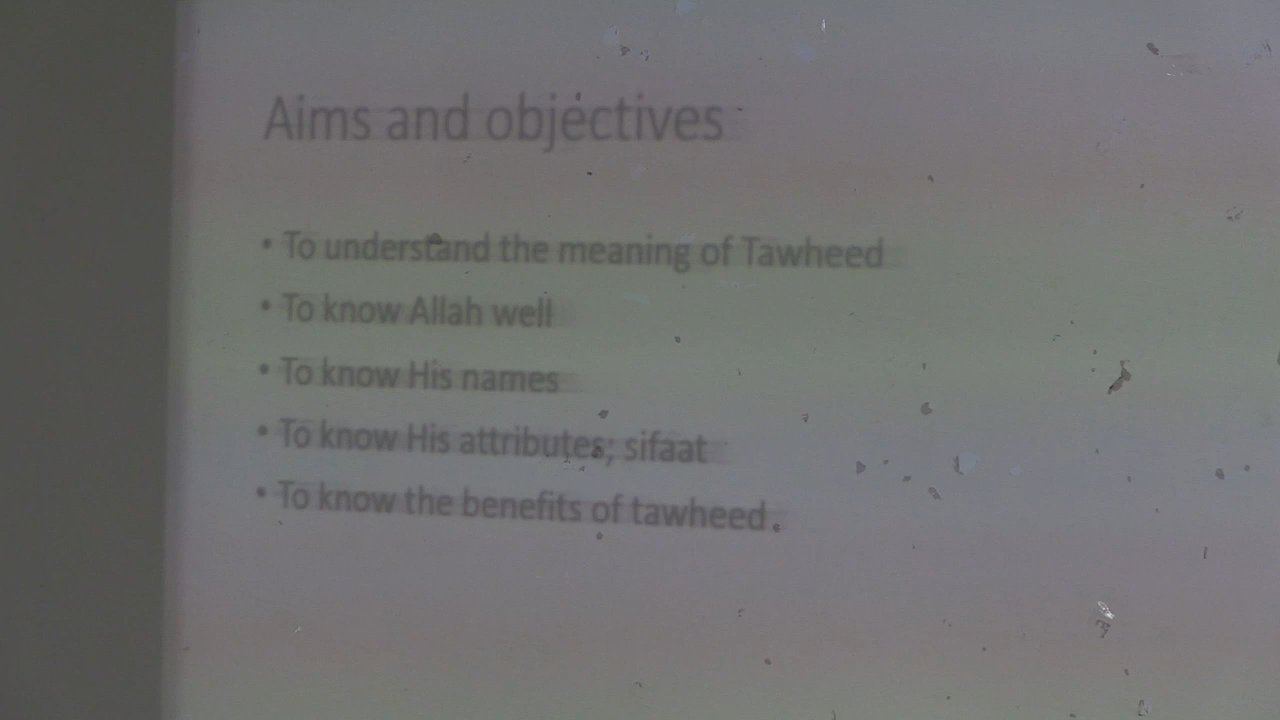 Aims and objectives
• To understand the meaning of Tawheed
• To know Allah well
• To know His names
• To know His attributes; sifaat
• To know the benefits of tawheed.